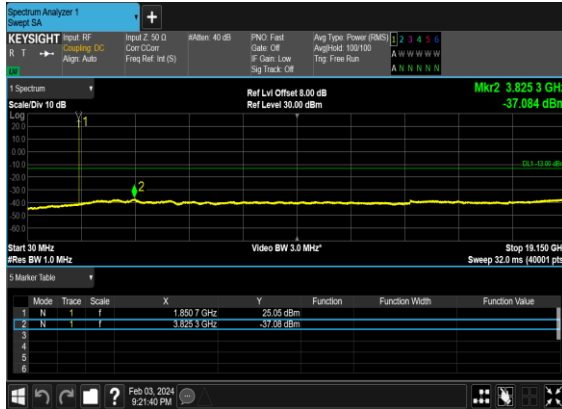 Spectrum Analyzer 1
Swept SA
+
KEYSIGHT Input: RF Input Z: 50 Ω #Atten: 40 dB PNO: Fast Avg Type: Power (RMS) 1 2 3 4 5 6
R T Coupling: DC Corr CCorr Gate: Off Avg|Hold: 100/100 A W W W W W
Align: Auto Freq Ref: Int (S) IF Gain: Low Trig: Free Run
LU Sig Track: Off A N N N N N
1 Spectrum Ref Lvl Offset 8.00 dB Mkr2 3.825 3 GHz
Scale/Div 10 dB Ref Level 30.00 dBm -37.084 dBm
Log
20.0 1
10.0
0.00
-10.0 DL1 -13.00 dBm
-20.0
-30.0 2
-40.0
-50.0
-60.0
Start 30 MHz Video BW 3.0 MHz* Stop 19.150 GH
#Res BW 1.0 MHz Sweep 32.0 ms (40001 pts
5 Marker Table
Mode Trace Scale X Y Function Function Width Function Value
1 N 1 f 1.850 7 GHz 25.05 dBm
2 N 1 f 3.825 3 GHz -37.08 dBm
3
4
5
6
? Feb 03, 2024
9:21:40 PM